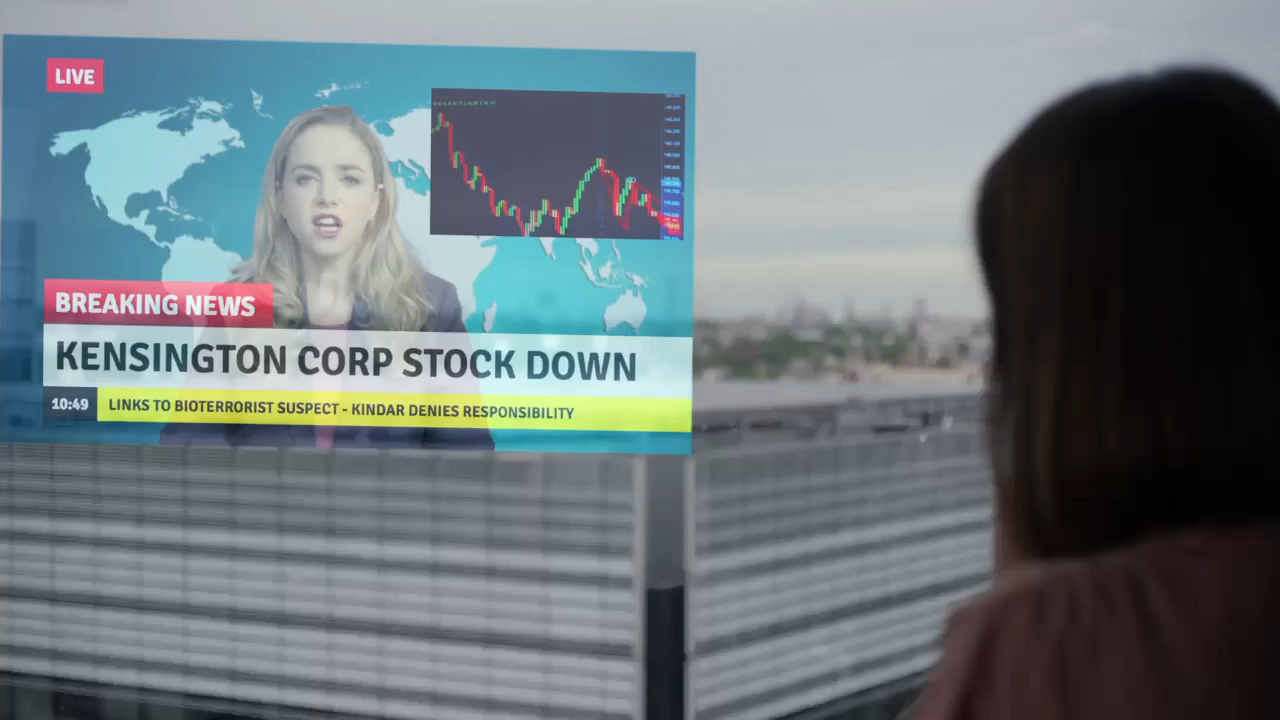 LIVE
BREAKING NEWS
KENSINGTON CORP STOCK DOWN
10:49
LINKS TO BIOTERRORIST SUSPECT - KINDAR DENIES RESPONSIBILITY